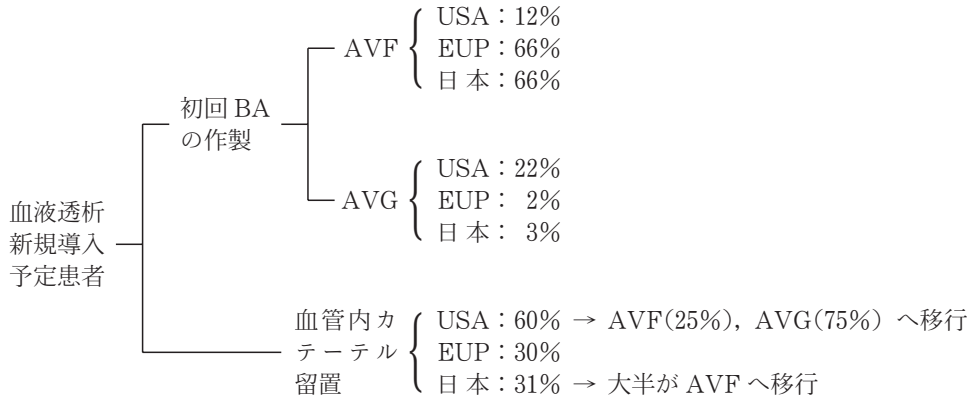 血液透析
新規導入
予定患者
初回 BA
の作製
AVF
USA：12%
EUP：66%
日 本：66%
AVG
USA：22%
EUP： 2%
日 本： 3%
血管内カ
テーテル
留置
USA：60% → AVF(25%)，AVG(75%) へ移行
EUP：30%
日 本：31% → 大半が AVF へ移行